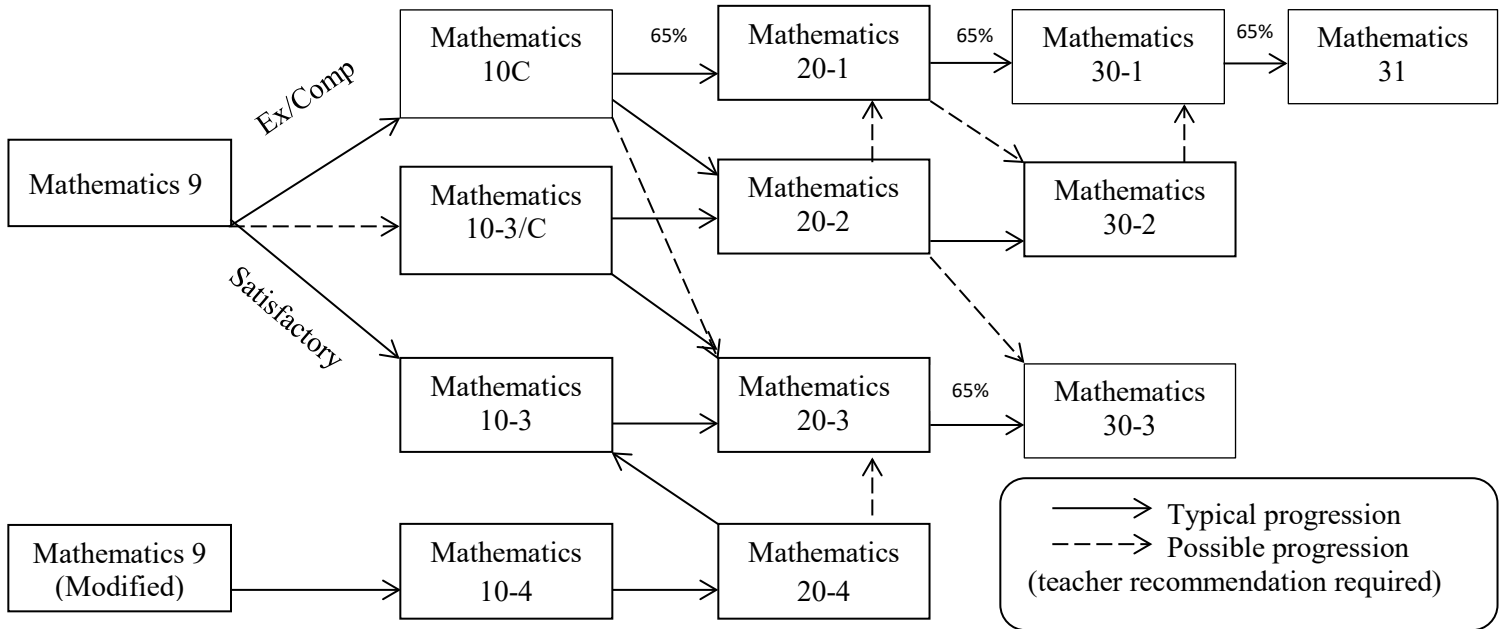 Mathematics
10C
65%
Mathematics
20-1
65%
Mathematics
30-1
65%
Mathematics
31
Ex/Comp
Mathematics 9
Mathematics
10-3/C
Mathematics
20-2
Mathematics
30-2
Satisfactory
Mathematics
10-3
Mathematics
20-3
65%
Mathematics
30-3
Mathematics 9
(Modified)
Mathematics
10-4
Mathematics
20-4
Typical progression
Possible progression
(teacher recommendation required)